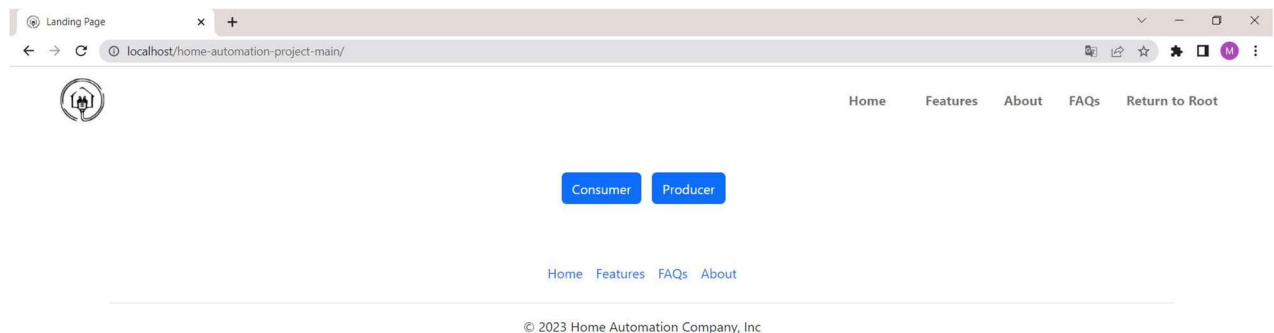 Landing Page
localhost/home-automation-project-main/
M
Home Features About FAQs Return to Root
Consumer Producer
Home Features FAQs About
© 2023 Home Automation Company, Inc